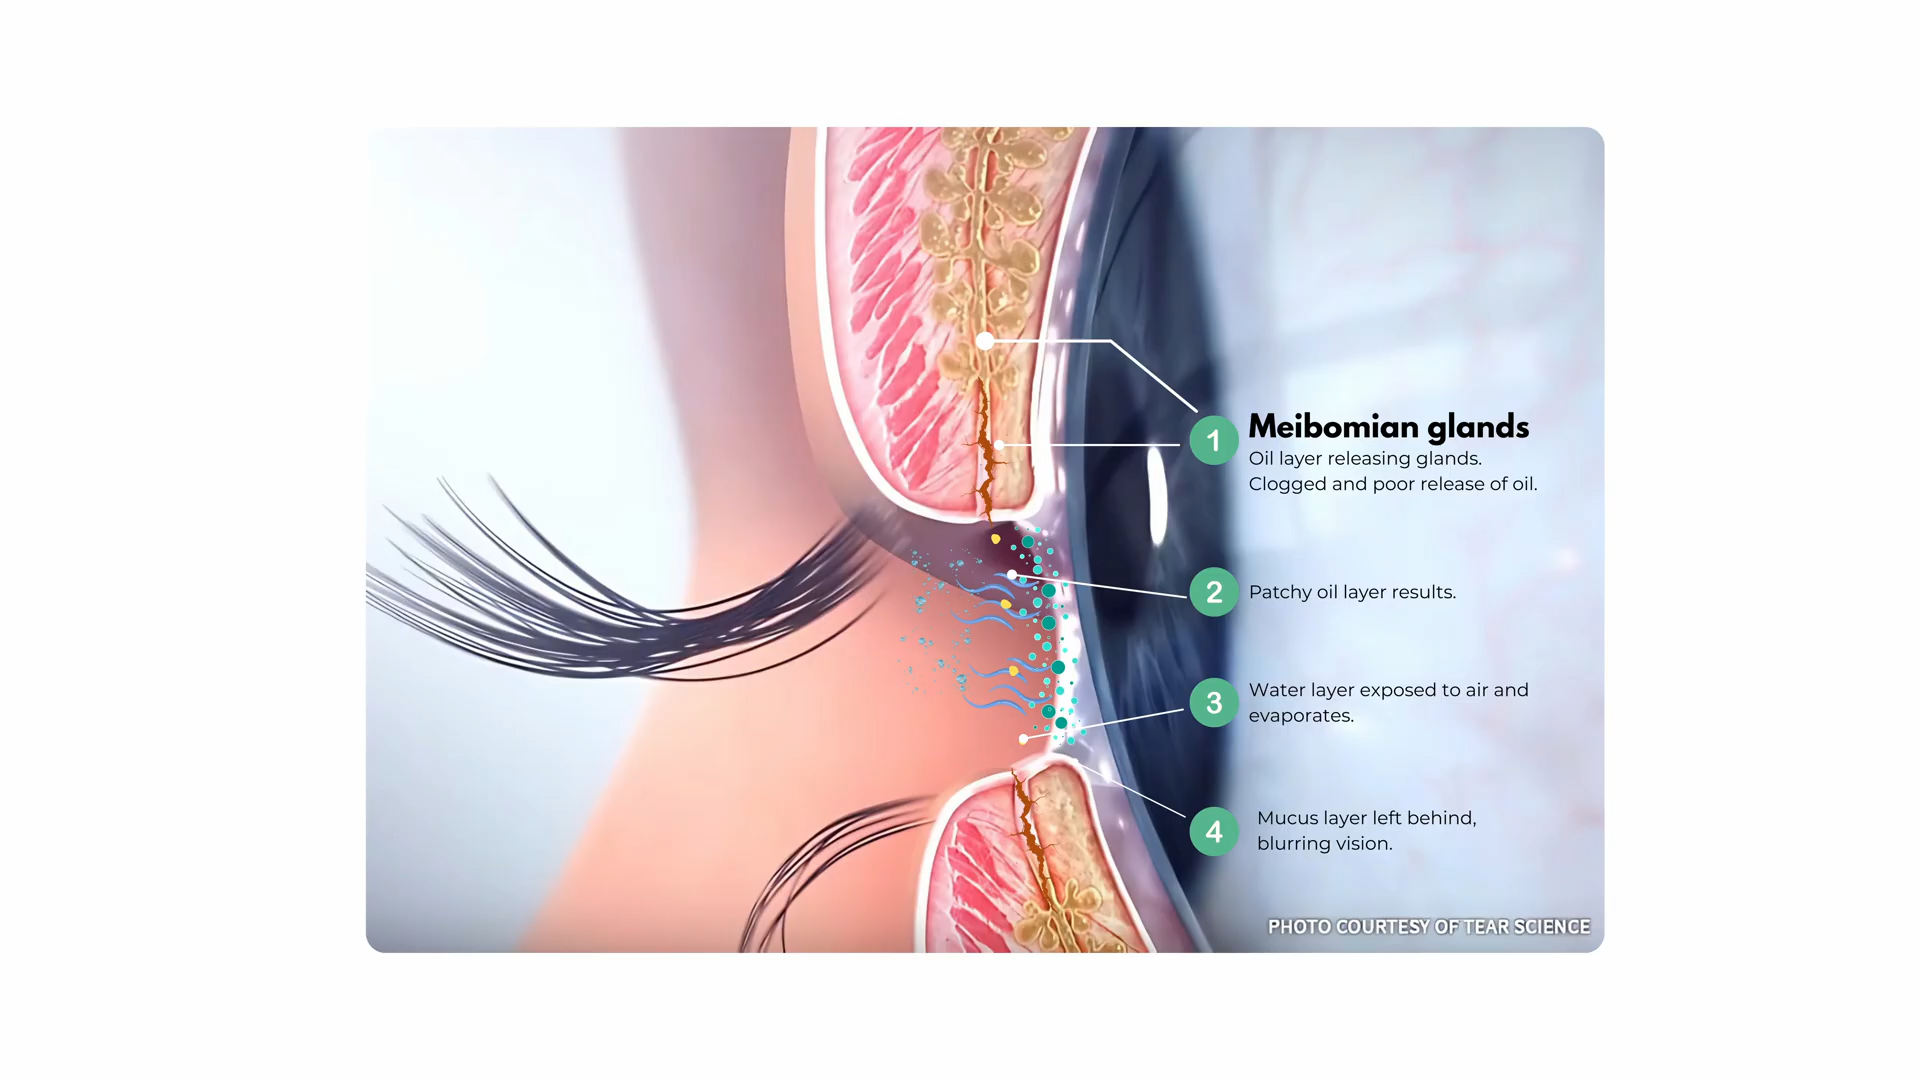 1
Meibomian glands
Oil layer releasing glands.
Clogged and poor release of oil.
2
Patchy oil layer results.
3
Water layer exposed to air and
evaporates.
4
Mucus layer left behind,
blurring vision.
PHOTO COURTESY OF TEAR SCIENCE